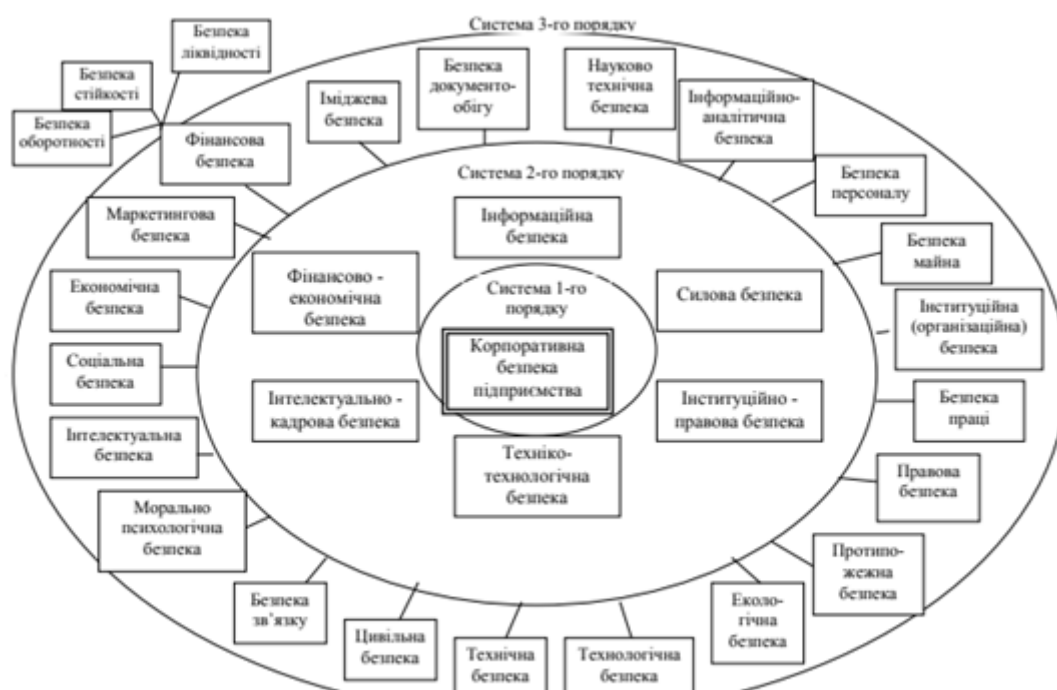 Система 3-го порядку
Безпека
ліквідності
Безпека
стійкості
Безпека
оборотності
Фінансова
безпека
Іміджева
безпека
Безпека
документо-
обігу
Науково
технічна
безпека
Інформаційно-
аналітична
безпека
Безпека
персоналу
Система 2-го порядку
Маркетингова
безпека
Інформаційна
безпека
Безпека
майна
Економічна
безпека
Фінансово -
економічна
безпека
Система 1-го
порядку
Силова безпека
Інституційна
(організаційна)
безпека
Соціальна
безпека
Корпоративна
безпека
підприємства
Інтелектуально -
кадрова безпека
Інституційно -
правова безпека
Безпека
праці
Інтелектуальна
безпека
Техніко-
технологічна
безпека
Правова
безпека
Морально
психологічна
безпека
Протипо-
жежна
безпека
Безпека
зв’язку
Цивільна
безпека
Технічна
безпека
Технологічна
безпека
Еколо-
гічна
безпека